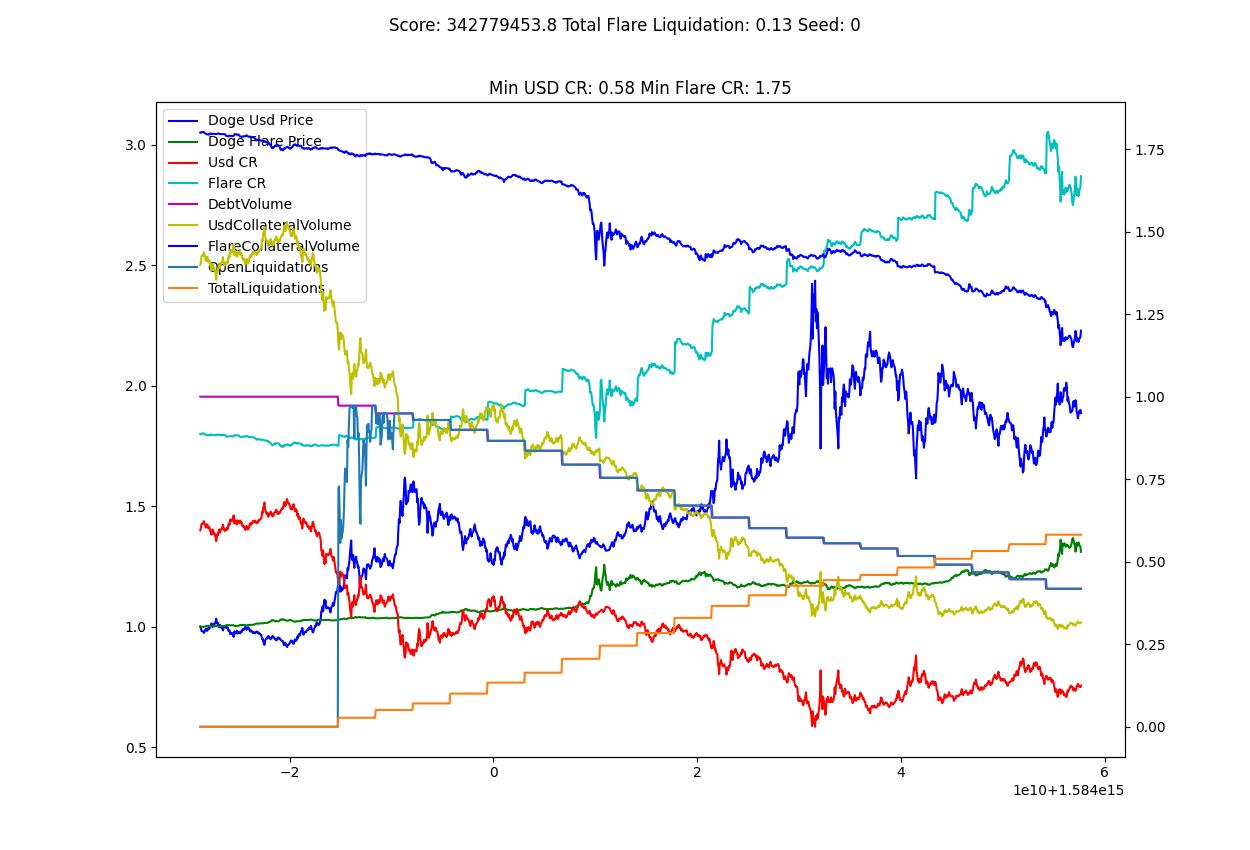 Score: 342779453.8 Total Flare Liquidation: 0.13 Seed: 0
Min USD CR: 0.58 Min Flare CR: 1.75
Doge Usd Price
Doge Flare Price
Usd CR
Flare CR
DebtVolume
UsdCollateralVolume
FlareCollateralVolume
OpenLiquidations
TotalLiquidations
3.0
2.5
2.0
1.5
1.0
0.5
1.75
1.50
1.25
1.00
0.75
0.50
0.25
0.00
−2
0
2
4
6
1e10+1.584e15